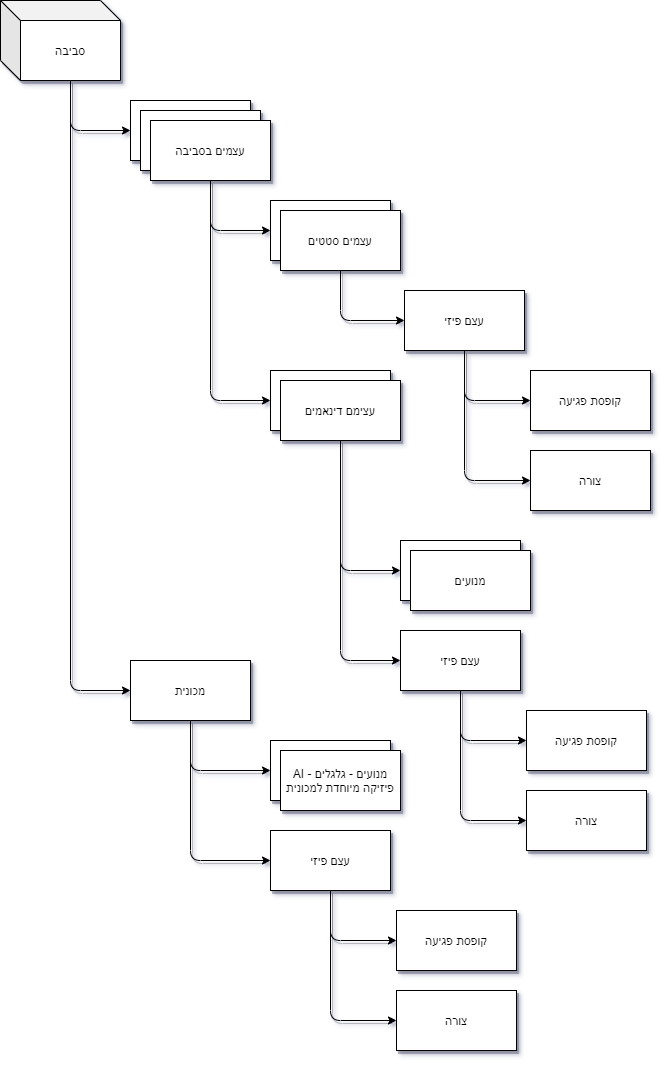 סביבה
עצמים בסביבה
עצמים סטטים
עצם פיזי
קופסת פגיעה
צורה
עצימם דינאמים
מנועים
עצם פיזי
קופסת פגיעה
צורה
מכונית
מנועים - גלגלים - AI
פיזיקה מיוחדת למכונית
עצם פיזי
קופסת פגיעה
צורה